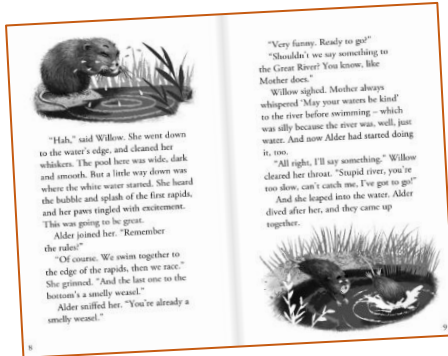 "Hah," said Willow. She went down
to the water's edge, and cleaned her
whiskers. The pool here was wide, dark
and smooth. But a little way down was
where the white water started. She heard
the bubble and splash of the first rapids,
and her paws tingled with excitement.
This was going to be great.
Alder joined her. "Remember
the rules?"
"Of course. We swim together to
the edge of the rapids, then we race."
She grinned. "And the last one to the
bottom's a smelly weasel."
Alder sniffed her. "You're already a
smelly weasel."
8
"Very funny. Ready to go?"
"Shouldn't we say something to
the Great River? You know, like
Mother does."
Willow sighed. Mother always
whispered 'May your waters be kind'
to the river before swimming – which
was silly because the river was, well, just
water. And now Alder had started doing
it, too.
"All right, I'll say something." Willow
cleared her throat. "Stupid river, you're
too slow, can't catch me, I've got to go!"
And she leaped into the water. Alder
dived after her, and they came up
together.
9